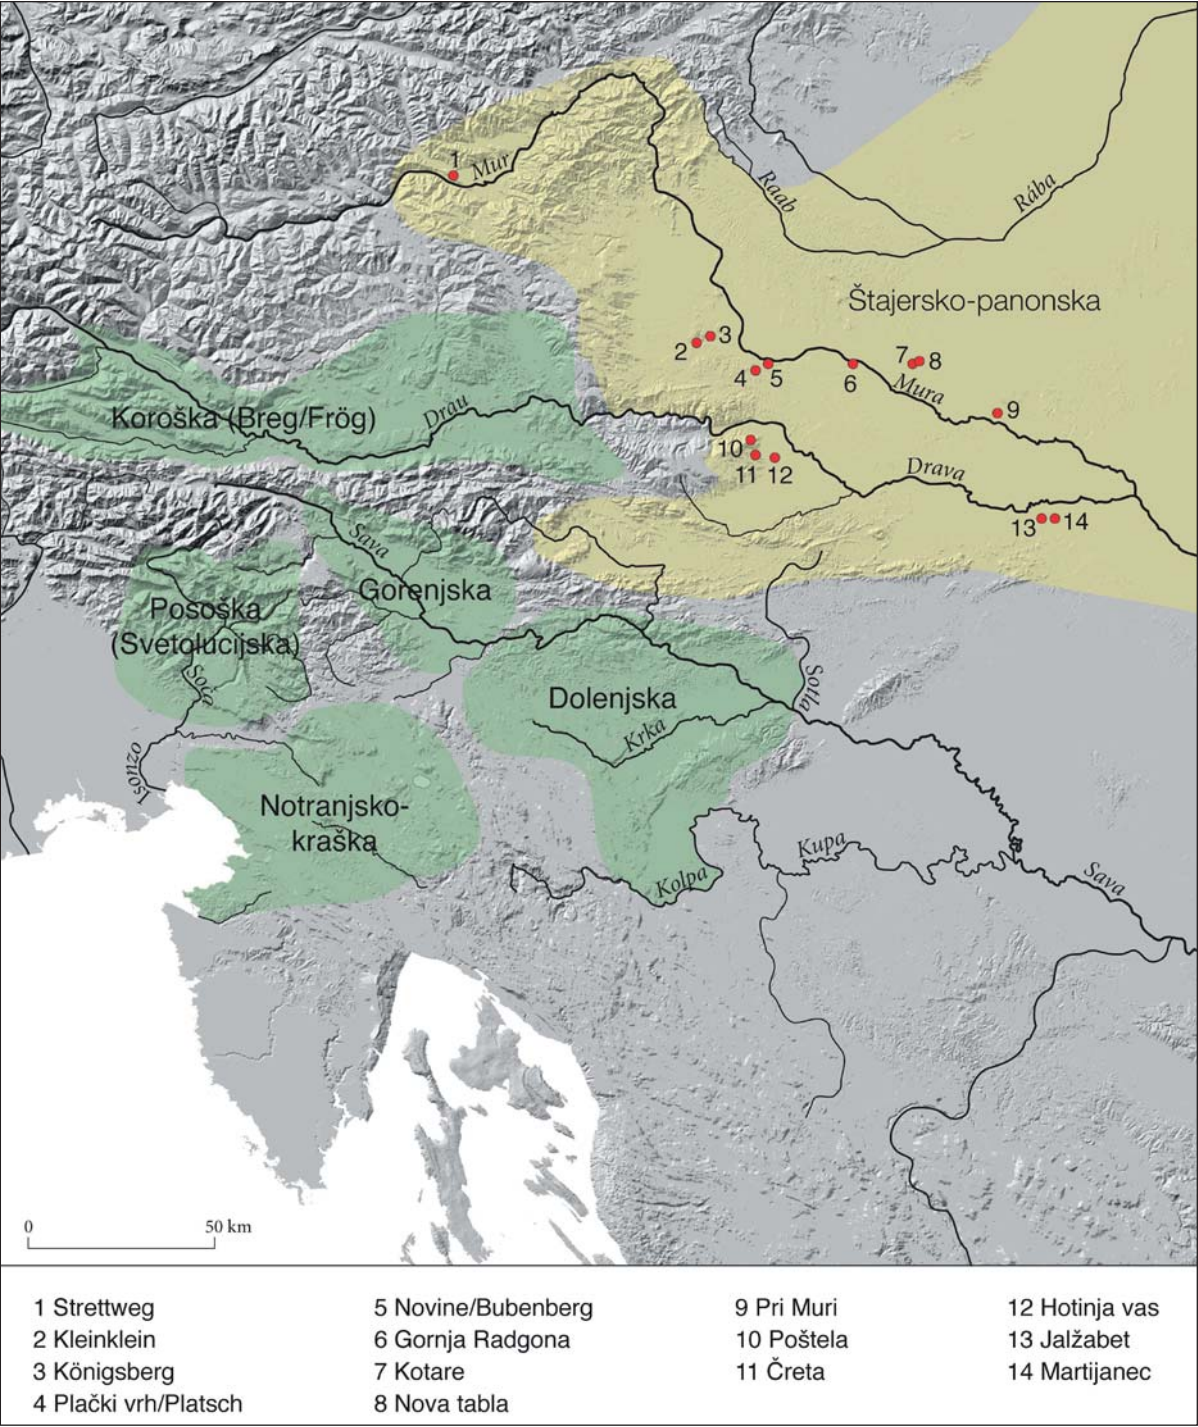 1
Mur
Raab
Rába
Štajersko-panonska
2
3
4
5
6
7
8
Mura
9
Koroška (Breg/Frög)
Drau
10
11
12
Drava
13
14
Sava
Gorenjska
Pososka
(Svetolucijska)
Soča
Isonzo
Dolenjska
Krka
Sotla
Notranjsko-
kraška
Kolpa
Kupa
Sava
0
50 km
1 Strettweg
2 Kleinklein
3 Königsberg
4 Plački vrh/Platsch
5 Novine/Bubenberg
6 Gornja Radgona
7 Kotare
8 Nova tabla
9 Pri Muri
10 Poštela
11 Čreta
12 Hotinja vas
13 Jalžabet
14 Martijanec